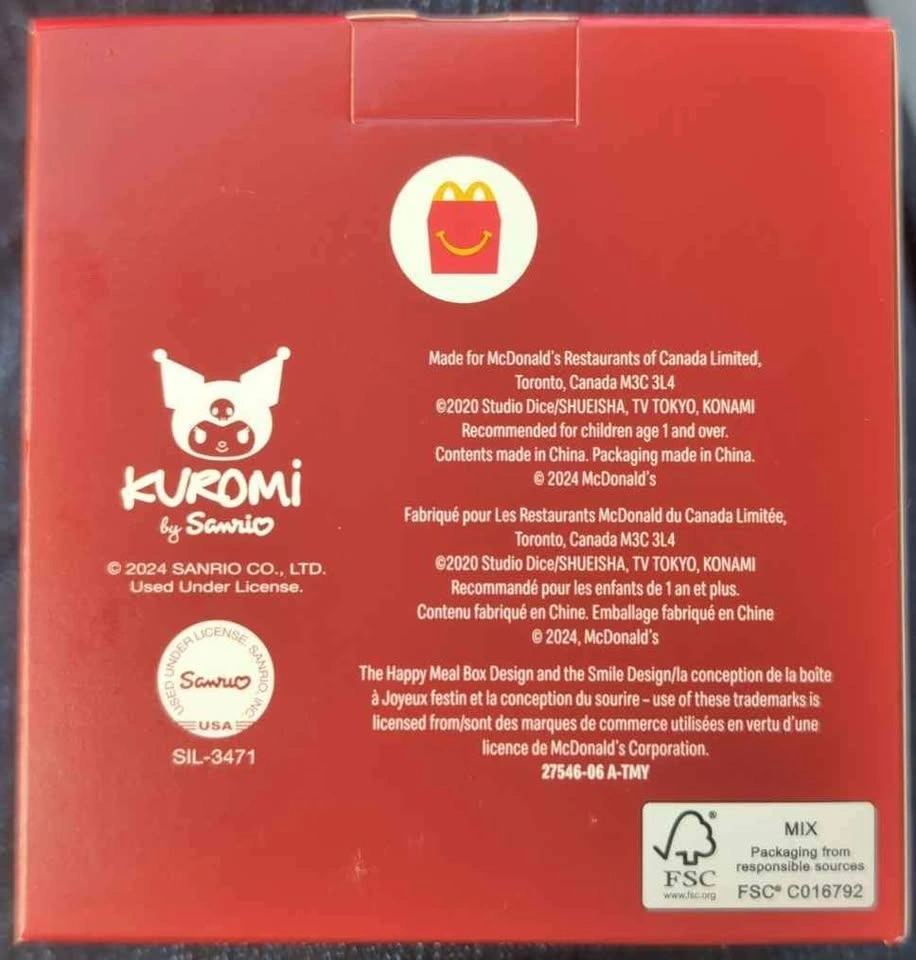 KUROMi
by Sanrio
© 2024 SANRIO CO., LTD.
Used Under License.
USED UNDER LICENSE. SANRIO, INC.
Sanrio
USA
SIL-3471
Made for McDonald's Restaurants of Canada Limited,
Toronto, Canada M3C 3L4
©2020 Studio Dice/SHUEISHA, TV TOKYO, KONAMI
Recommended for children age 1 and over.
Contents made in China. Packaging made in China.
© 2024 McDonald's
Fabriqué pour Les Restaurants McDonald du Canada Limitée,
Toronto, Canada M3C 3L4
©2020 Studio Dice/SHUEISHA, TV TOKYO, KONAMI
Recommandé pour les enfants de 1 an et plus.
Contenu fabriqué en Chine. Emballage fabriqué en Chine
© 2024, McDonald's
The Happy Meal Box Design and the Smile Design/la conception de la boîte
à Joyeux festin et la conception du sourire – use of these trademarks is
licensed from/sont des marques de commerce utilisées en vertu d'une
licence de McDonald's Corporation.
27546-06 A-TMY
®
FSC
www.fsc.org
MIX
Packaging from
responsible sources
FSC® C016792